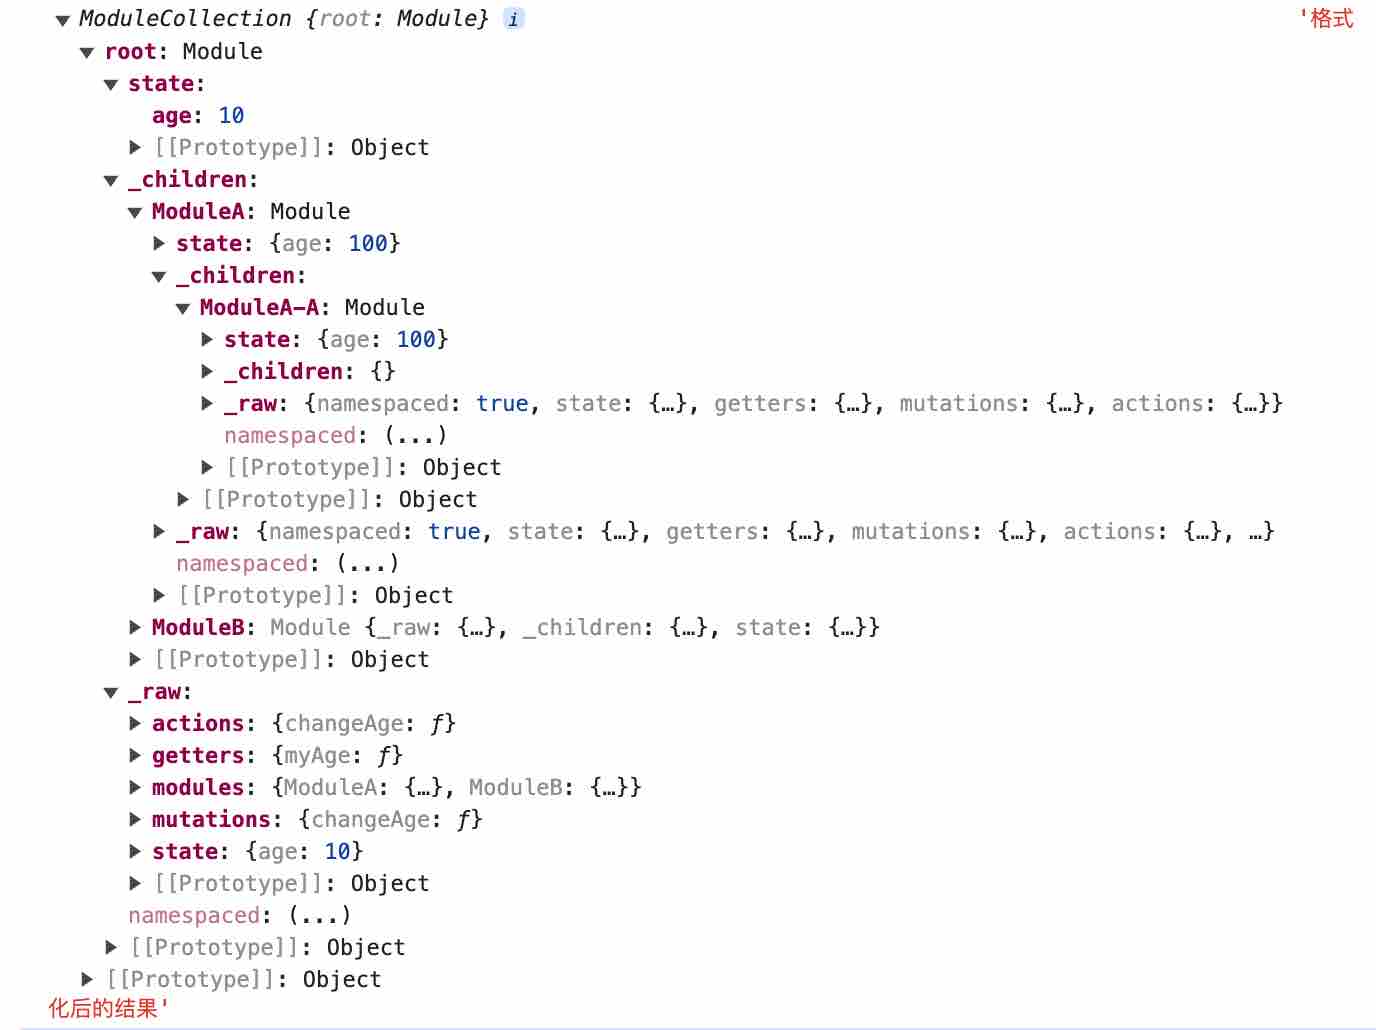 ▼ ModuleCollection {root: Module} i '格式
▼ root: Module
▼ state:
age: 10
▶ [[Prototype]]: Object
▼ _children:
▼ ModuleA: Module
▶ state: {age: 100}
▼ _children:
▼ ModuleA-A: Module
▶ state: {age: 100}
▶ _children: {}
▶ _raw: {namespaced: true, state: {…}, getters: {…}, mutations: {…}, actions: {…}}
namespaced: (...)
▶ [[Prototype]]: Object
▶ [[Prototype]]: Object
▶ _raw: {namespaced: true, state: {…}, getters: {…}, mutations: {…}, actions: {…}, …}
namespaced: (...)
▶ [[Prototype]]: Object
▶ ModuleB: Module {_raw: {…}, _children: {…}, state: {…}}
▶ [[Prototype]]: Object
▼ _raw:
▶ actions: {changeAge: ƒ}
▶ getters: {myAge: ƒ}
▶ modules: {ModuleA: {…}, ModuleB: {…}}
▶ mutations: {changeAge: ƒ}
▶ state: {age: 10}
▶ [[Prototype]]: Object
namespaced: (...)
▶ [[Prototype]]: Object
▶ [[Prototype]]: Object
化后的结果'